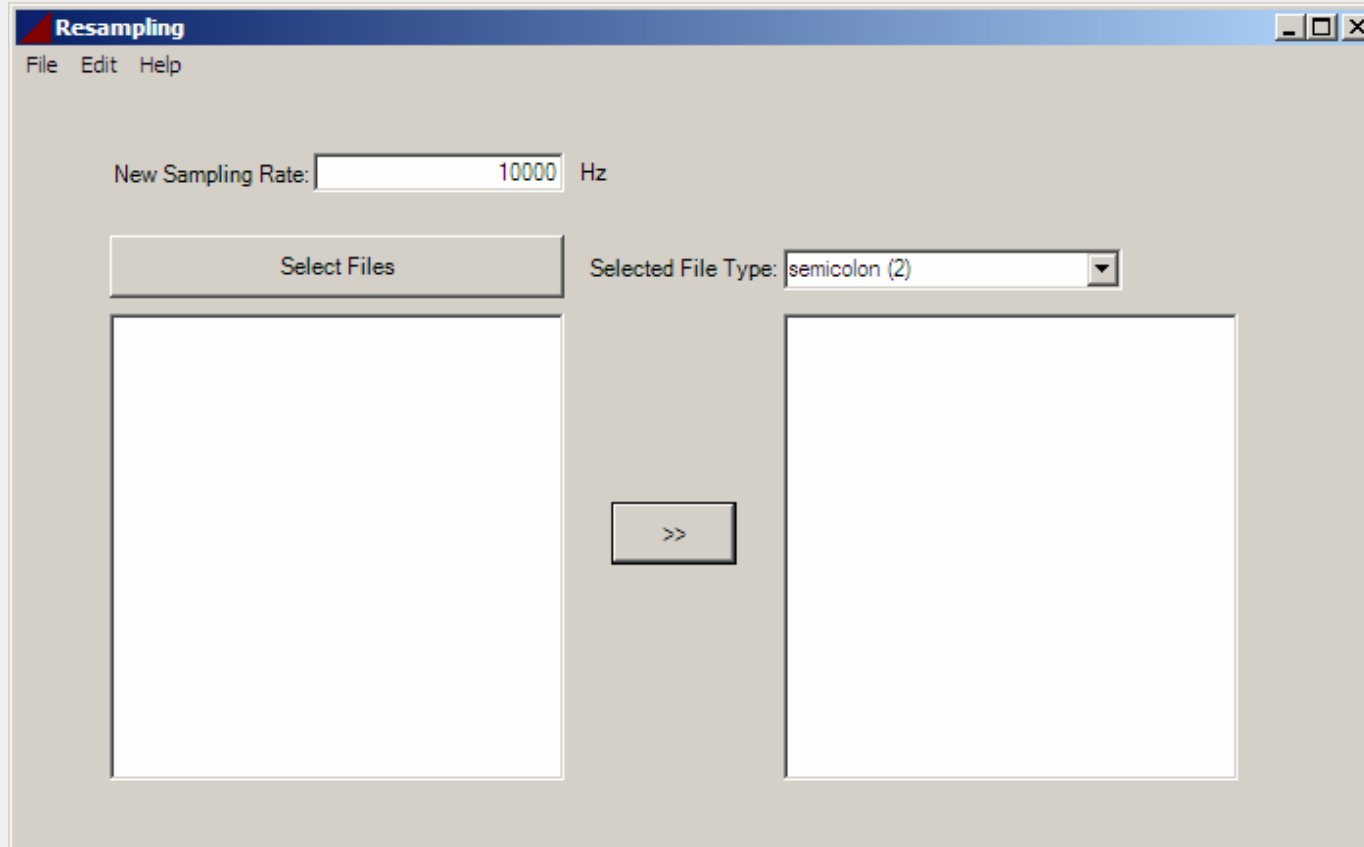 Resampling
File Edit Help
New Sampling Rate: 10000 Hz
Select Files
Selected File Type: semicolon (2)
>>